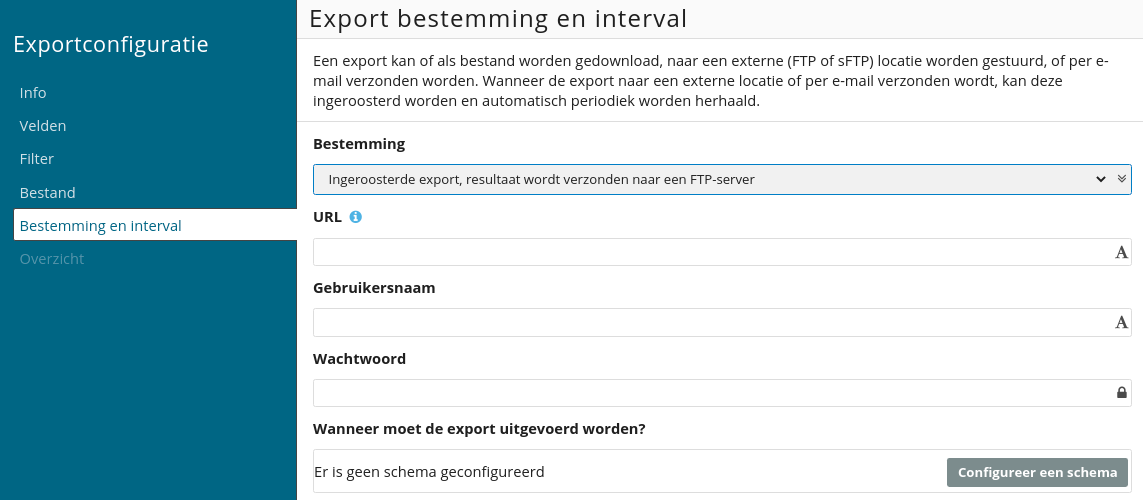 Exportconfiguratie
Info
Velden
Filter
Bestand
Bestemming en interval
Overzicht
Export bestemming en interval
Een export kan of als bestand worden gedownload, naar een externe (FTP of sFTP) locatie worden gestuurd, of per e-
mail verzonden worden. Wanneer de export naar een externe locatie of per e-mail verzonden wordt, kan deze
ingeroosterd worden en automatisch periodiek worden herhaald.
Bestemming
Ingeroosterde export, resultaat wordt verzonden naar een FTP-server
URL
Gebruikersnaam
Wachtwoord
Wanneer moet de export uitgevoerd worden?
Er is geen schema geconfigureerd
Configureer een schema